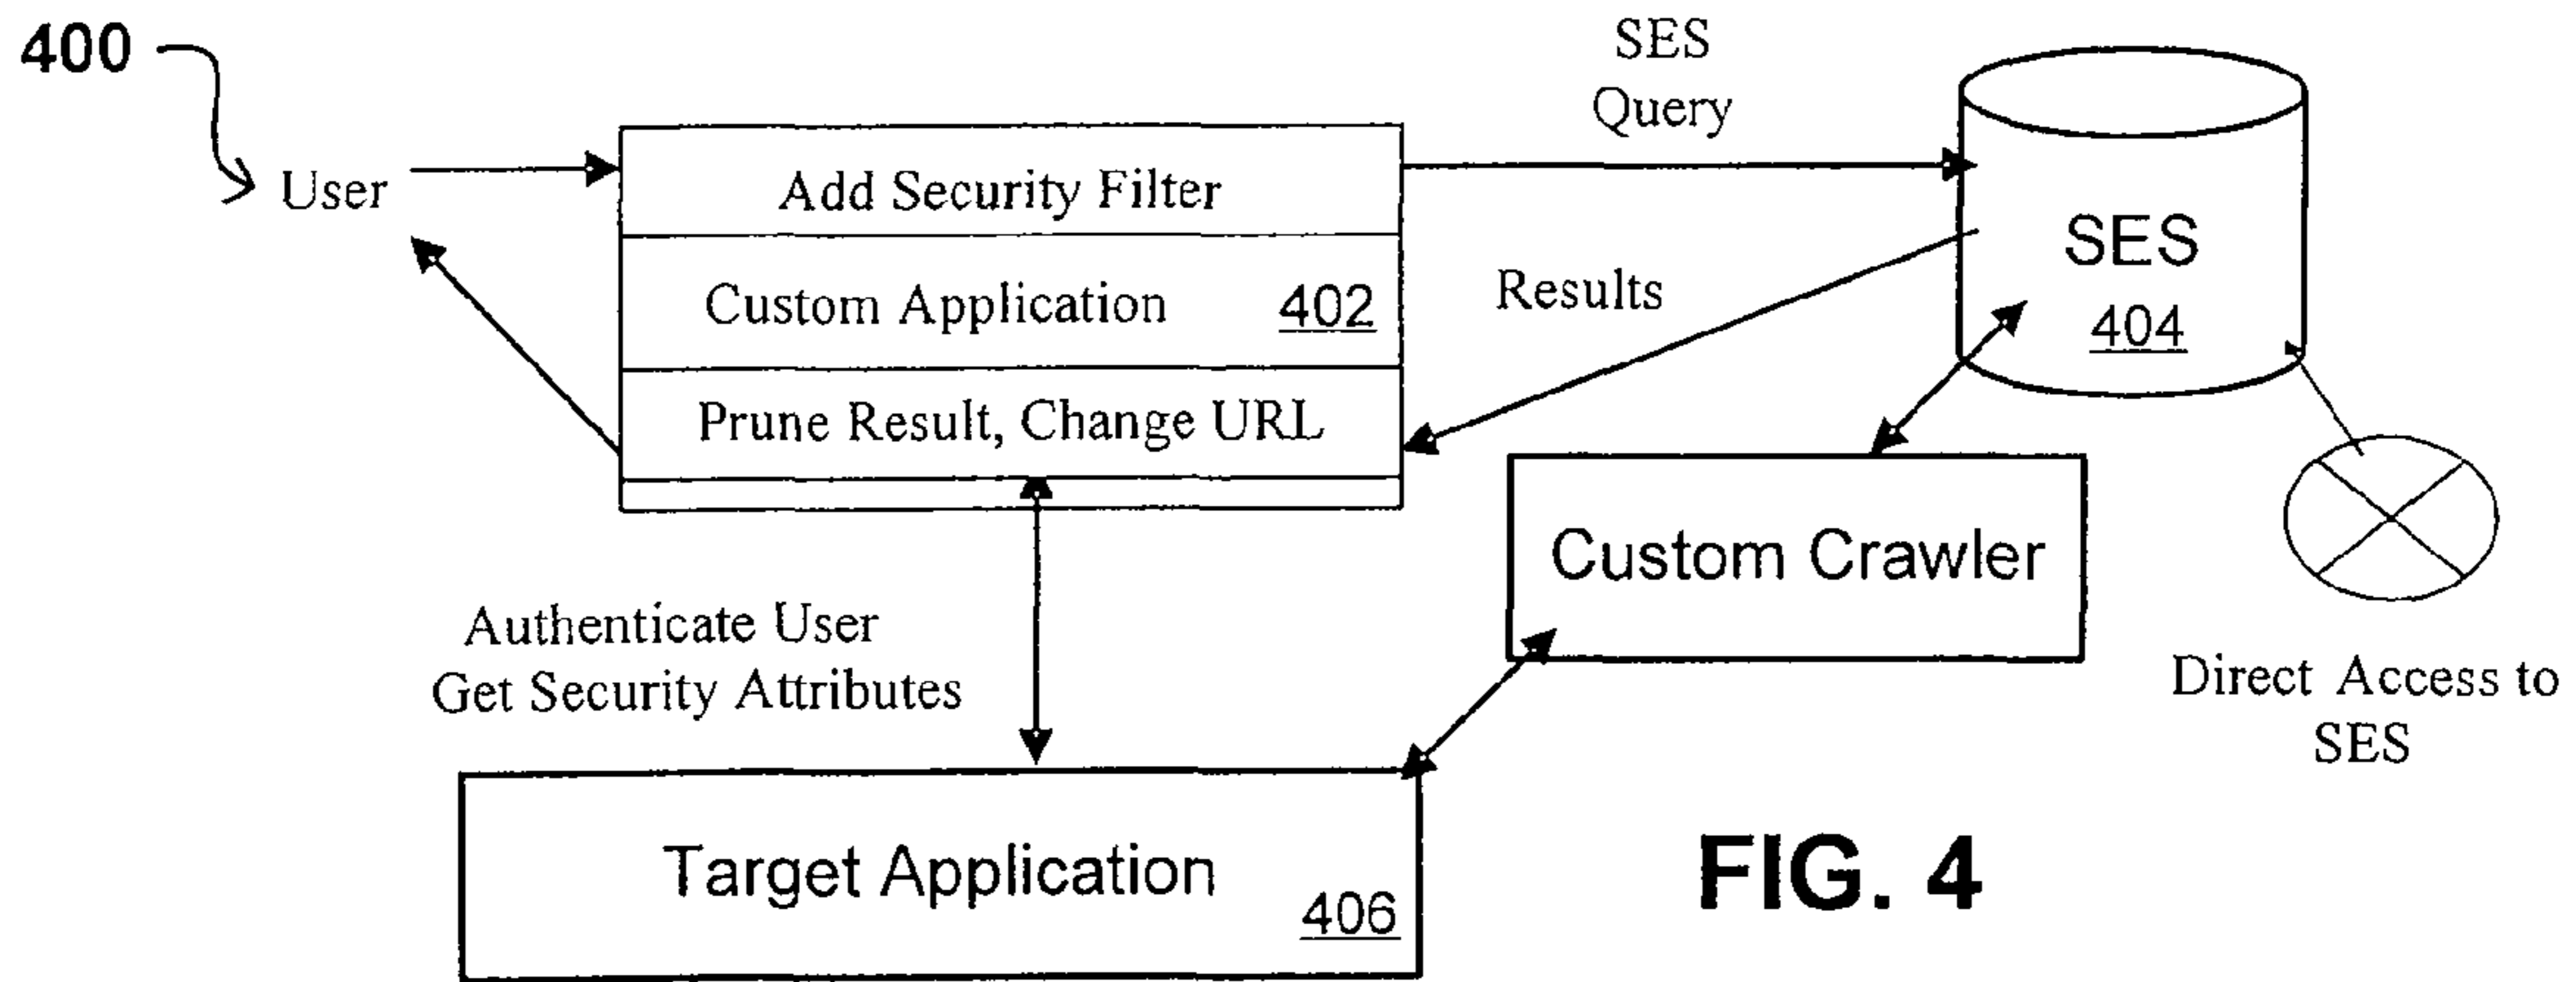 400
SES
Query
User
Add Security Filter
Custom Application 402
Prune Result, Change URL
Results
SES
404
Custom Crawler
Authenticate User
Get Security Attributes
Direct Access to
SES
Target Application
406
FIG. 4